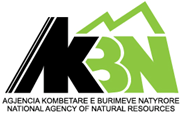 AKBN
AGJENCIA KOMBETARE E BURIMEVE NATYRORE
NATIONAL AGENCY OF NATURAL RESOURCES